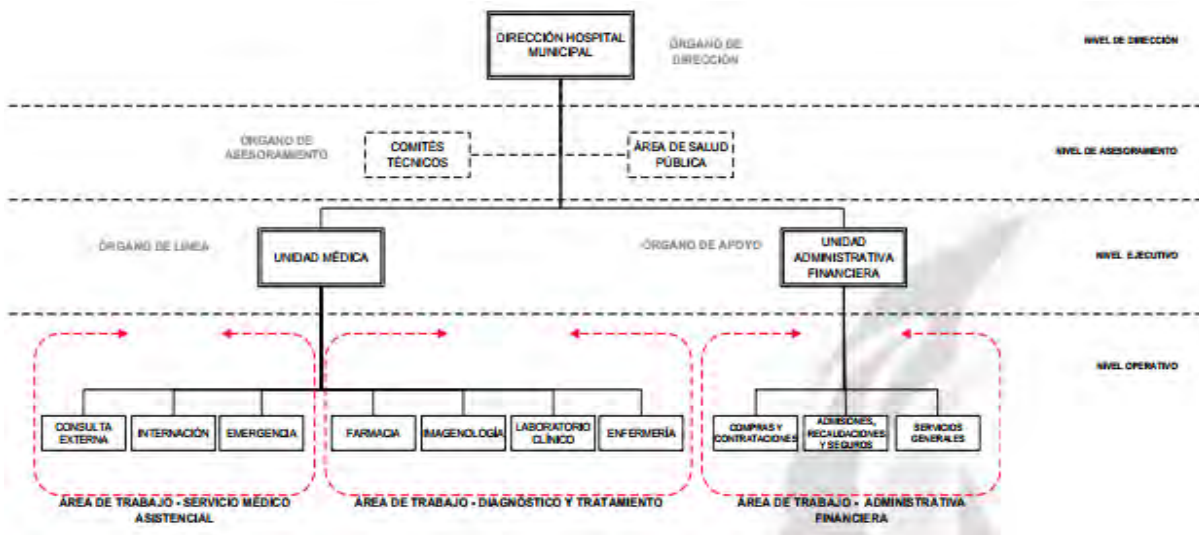 DIRECCIÓN HOSPITAL
MUNICIPAL
ÓRGANO DE
DIRECCIÓN
NIVEL DE DIRECCIÓN
ÓRGANO DE
ASESORAMIENTO
COMITÉS
TÉCNICOS
ÁREA DE SALUD
PÚBLICA
NIVEL DE ASESORAMIENTO
ÓRGANO DE LÍNEA
UNIDAD MÉDICA
ÓRGANO DE APOYO
UNIDAD
ADMINISTRATIVA
FINANCIERA
NIVEL EJECUTIVO
NIVEL OPERATIVO
CONSULTA
EXTERNA
INTERNACIÓN
EMERGENCIA
FARMACIA
IMAGENOLOGÍA
LABORATORIO
CLÍNICO
ENFERMERÍA
COMPRAS Y
CONTRATACIONES
ADMISIONES,
RECAUDACIONES
Y SEGUROS
SERVICIOS
GENERALES
ÁREA DE TRABAJO - SERVICIO MÉDICO
ASISTENCIAL
ÁREA DE TRABAJO - DIAGNÓSTICO Y TRATAMIENTO
ÁREA DE TRABAJO - ADMINISTRATIVA
FINANCIERA